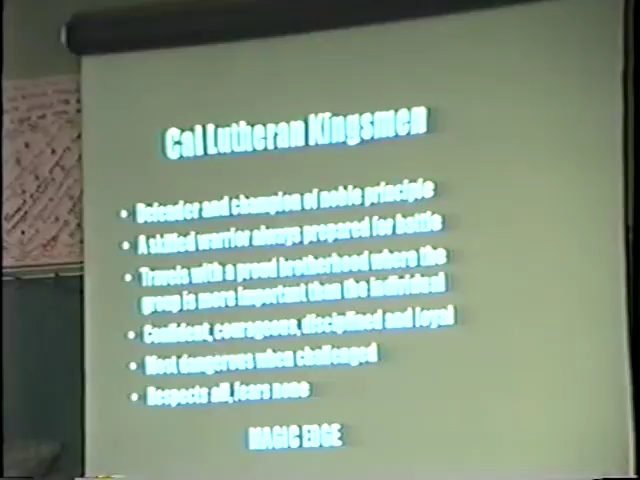 Cal Lutheran Kingsmen
• Defender and champion of noble principle
• A skilled warrior always prepared for battle
• Travels with a proud brotherhood where the
group is more important than the individual
• Confident, courageous, disciplined and loyal
• Most dangerous when challenged
• Respects all, fears none
MAGIC EDGE